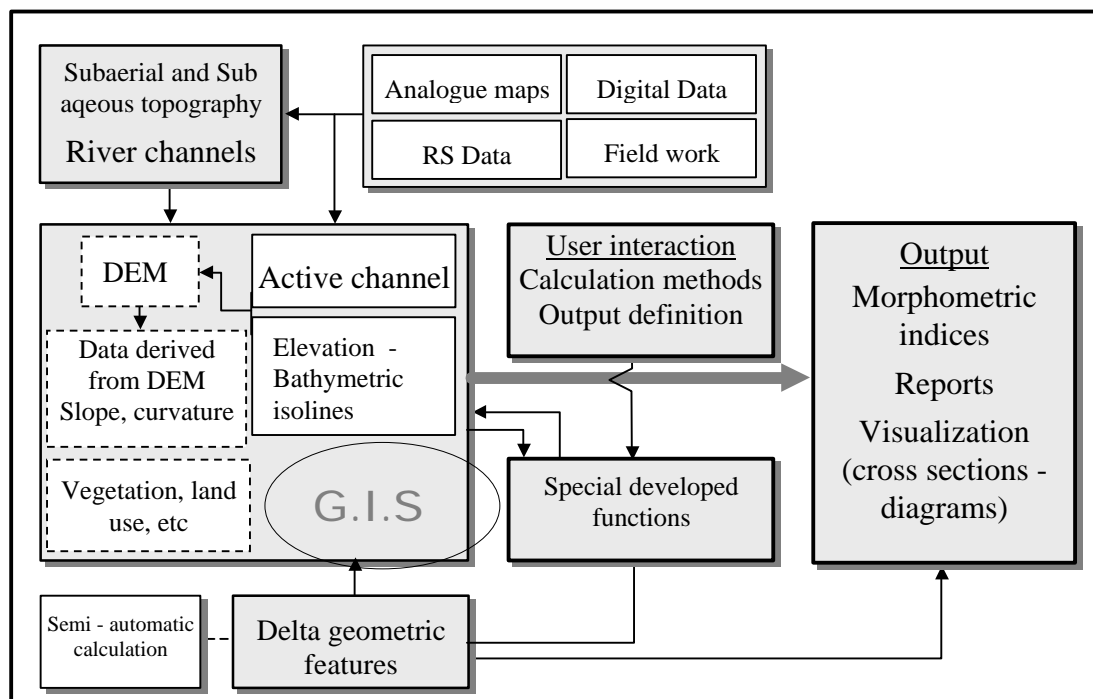 Subaerial and Sub
aqeous topography
River channels
Analogue maps
Digital Data
RS Data
Field work
DEM
Active channel
Data derived
from DEM
Slope, curvature
Elevation -
Bathymetric
isolines
Vegetation, land
use, etc
G.I.S
User interaction
Calculation methods
Output definition
Special developed
functions
Output
Morphometric
indices
Reports
Visualization
(cross sections -
diagrams)
Semi - automatic
calculation
Delta geometric
features